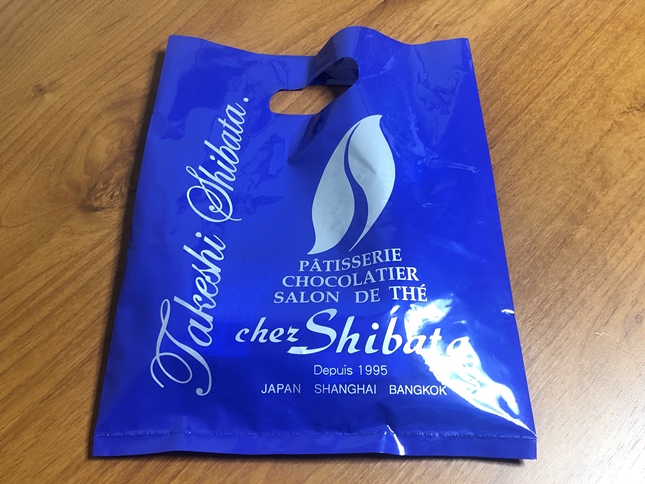 Takeshi Shibata.
PÂTISSERIE
CHOCOLATIER
SALON DE THÉ
chez Shibata
Depuis 1995
JAPAN SHANGHAI BANGKOK